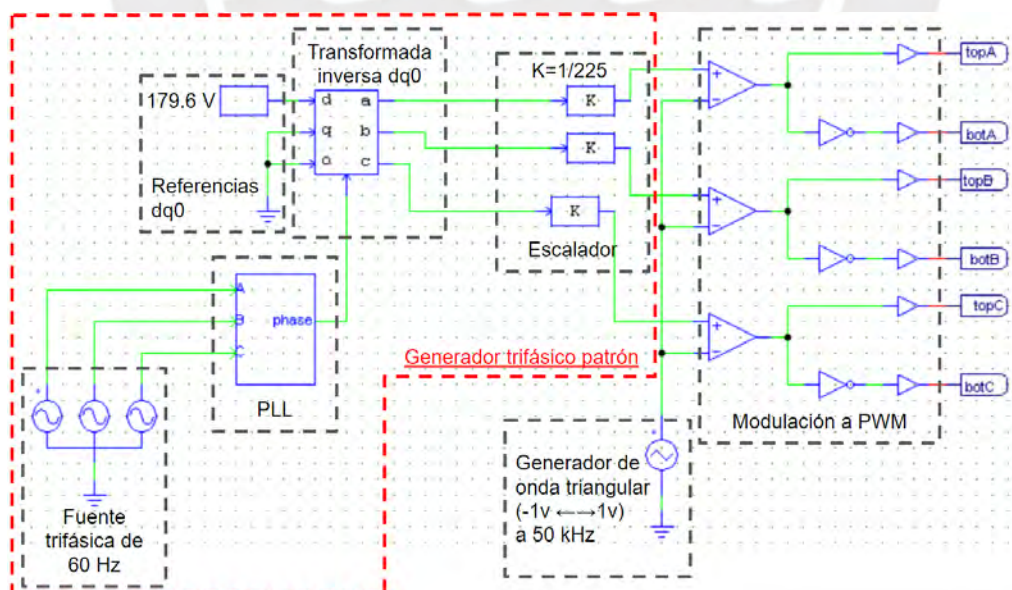 Transformada
inversa dq0
179.6 V
d a
q b
o c
Referencias
dq0
K=1/225
K
K
K
Escalador
topA
botA
topB
botB
topC
botC
Modulación a PWM
A
B
C
phase
PLL
Generador trifásico patrón
Fuente
trifásica de
60 Hz
Generador de
onda triangular
(-1v ←→1v)
a 50 kHz